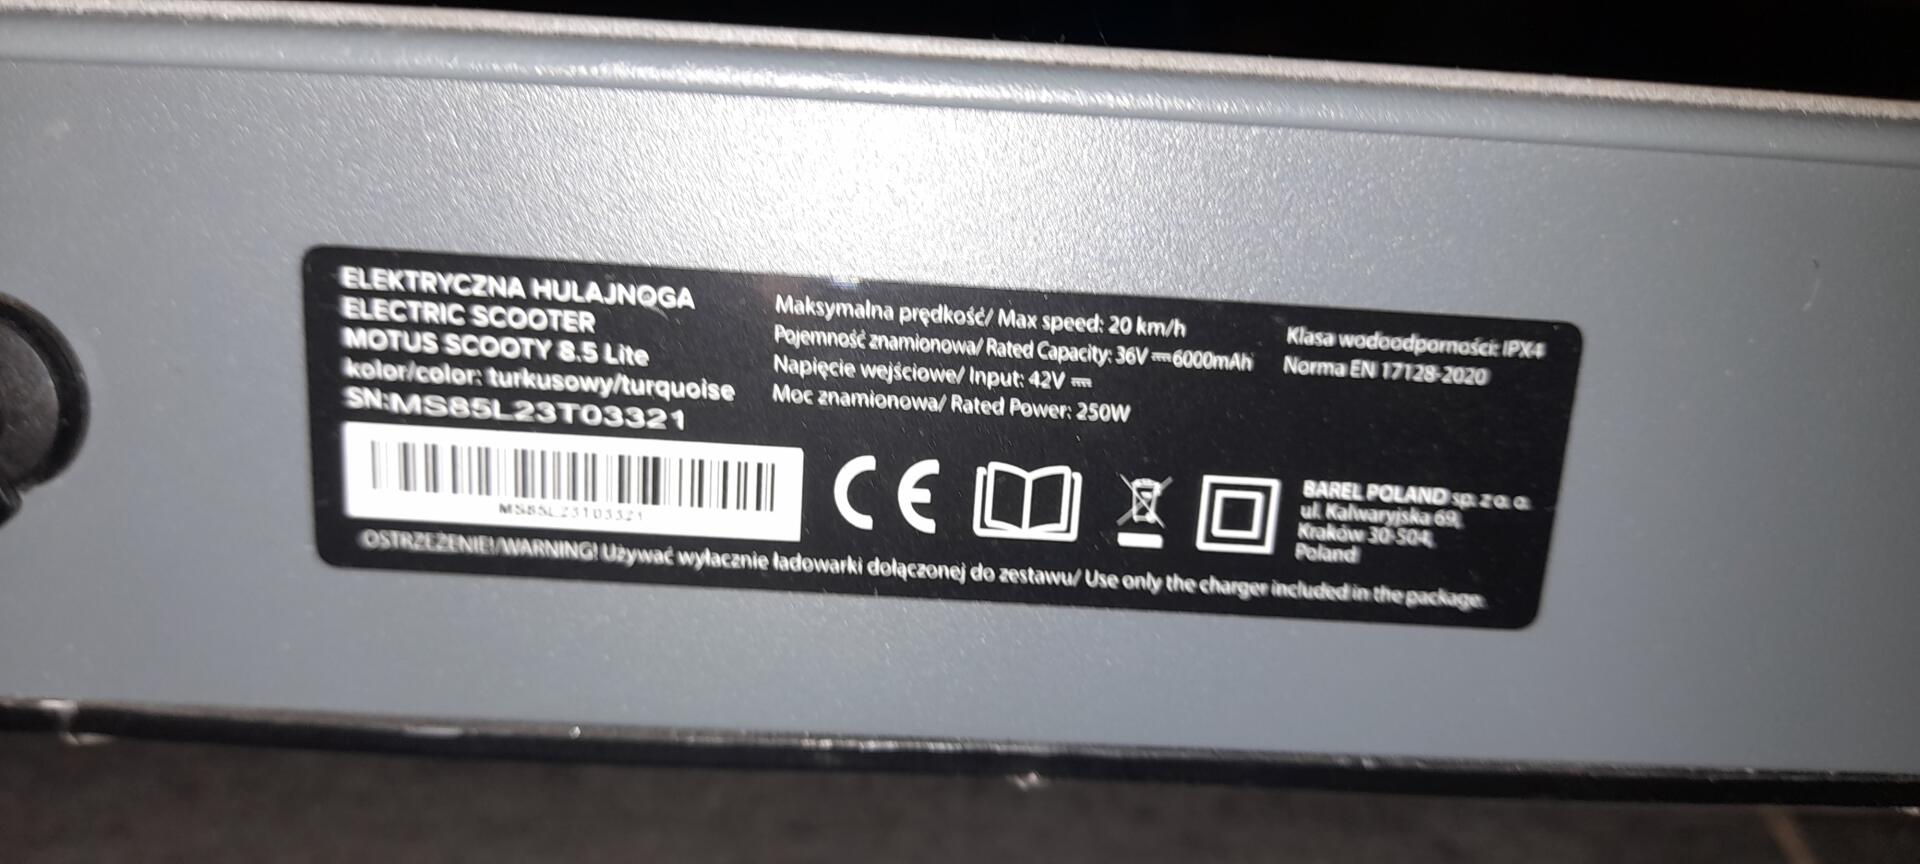 ELEKTRYCZNA HULAJNOGA
ELECTRIC SCOOTER
MOTUS SCOOTY 8.5 Lite
kolor/color: turkusowy/turquoise
SN:MS85L23T03321
MS85L23T03321
Maksymalna prędkość/ Max speed: 20 km/h
Pojemność znamionowa/ Rated Capacity: 36V⎓6000mAh
Napięcie wejściowe/ Input: 42V ⎓
Moc znamionowa/ Rated Power: 250W
Klasa wodoodporności: IPX4
Norma EN 17128-2020
CE
BAREL POLAND sp. z o. o.
ul. Kalwaryjska 69,
Kraków 30-504,
Poland
OSTRZEŻENIE!/WARNING! Używać wyłacznie ładowarki dołączonej do zestawu/ Use only the charger included in the package.